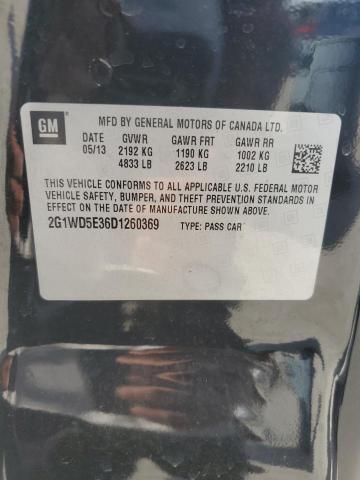 GM
MFD BY GENERAL MOTORS OF CANADA LTD.
DATE GVWR GAWR FRT GAWR RR
05/13 2192 KG 1190 KG 1002 KG
4833 LB 2623 LB 2210 LB
THIS VEHICLE CONFORMS TO ALL APPLICABLE U.S. FEDERAL MOTOR
VEHICLE SAFETY, BUMPER, AND THEFT PREVENTION STANDARDS IN
EFFECT ON THE DATE OF MANUFACTURE SHOWN ABOVE.
2G1WD5E36D1260369 TYPE: PASS CAR